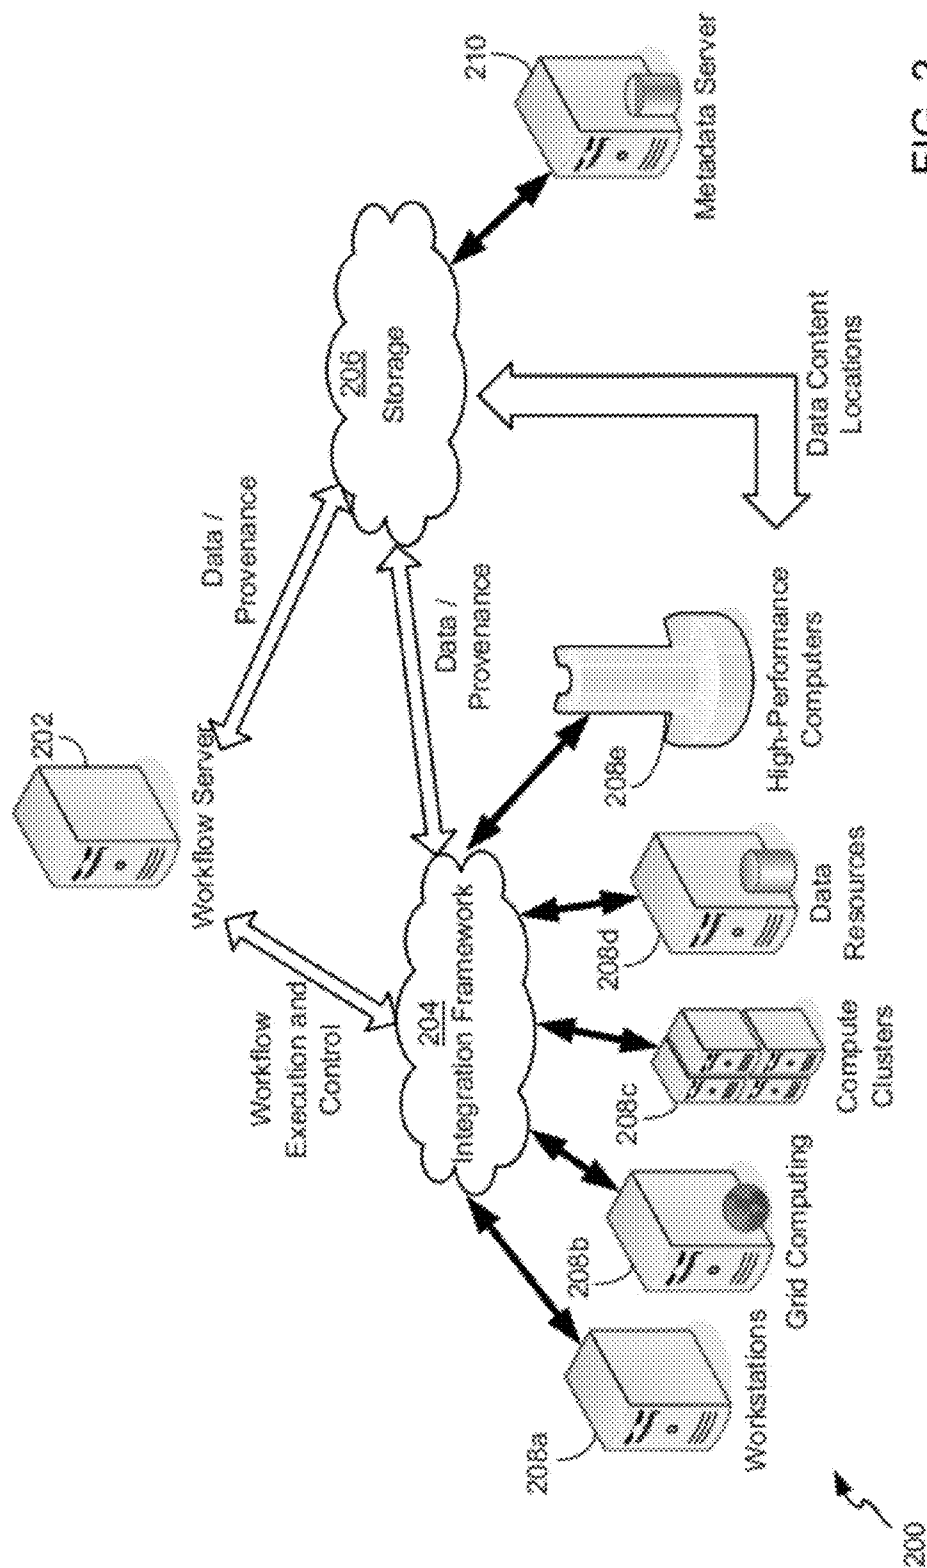 202
Workflow Server
Workflow
Execution and
Control
Data /
Provenance
204
Integration Framework
Data /
Provenance
206
Storage
210
Metadata Server
208a
Workstations
208b
Grid Computing
208c
Compute
Clusters
208d
Data
Resources
208e
High-Performance
Computers
Data Content
Locations
200